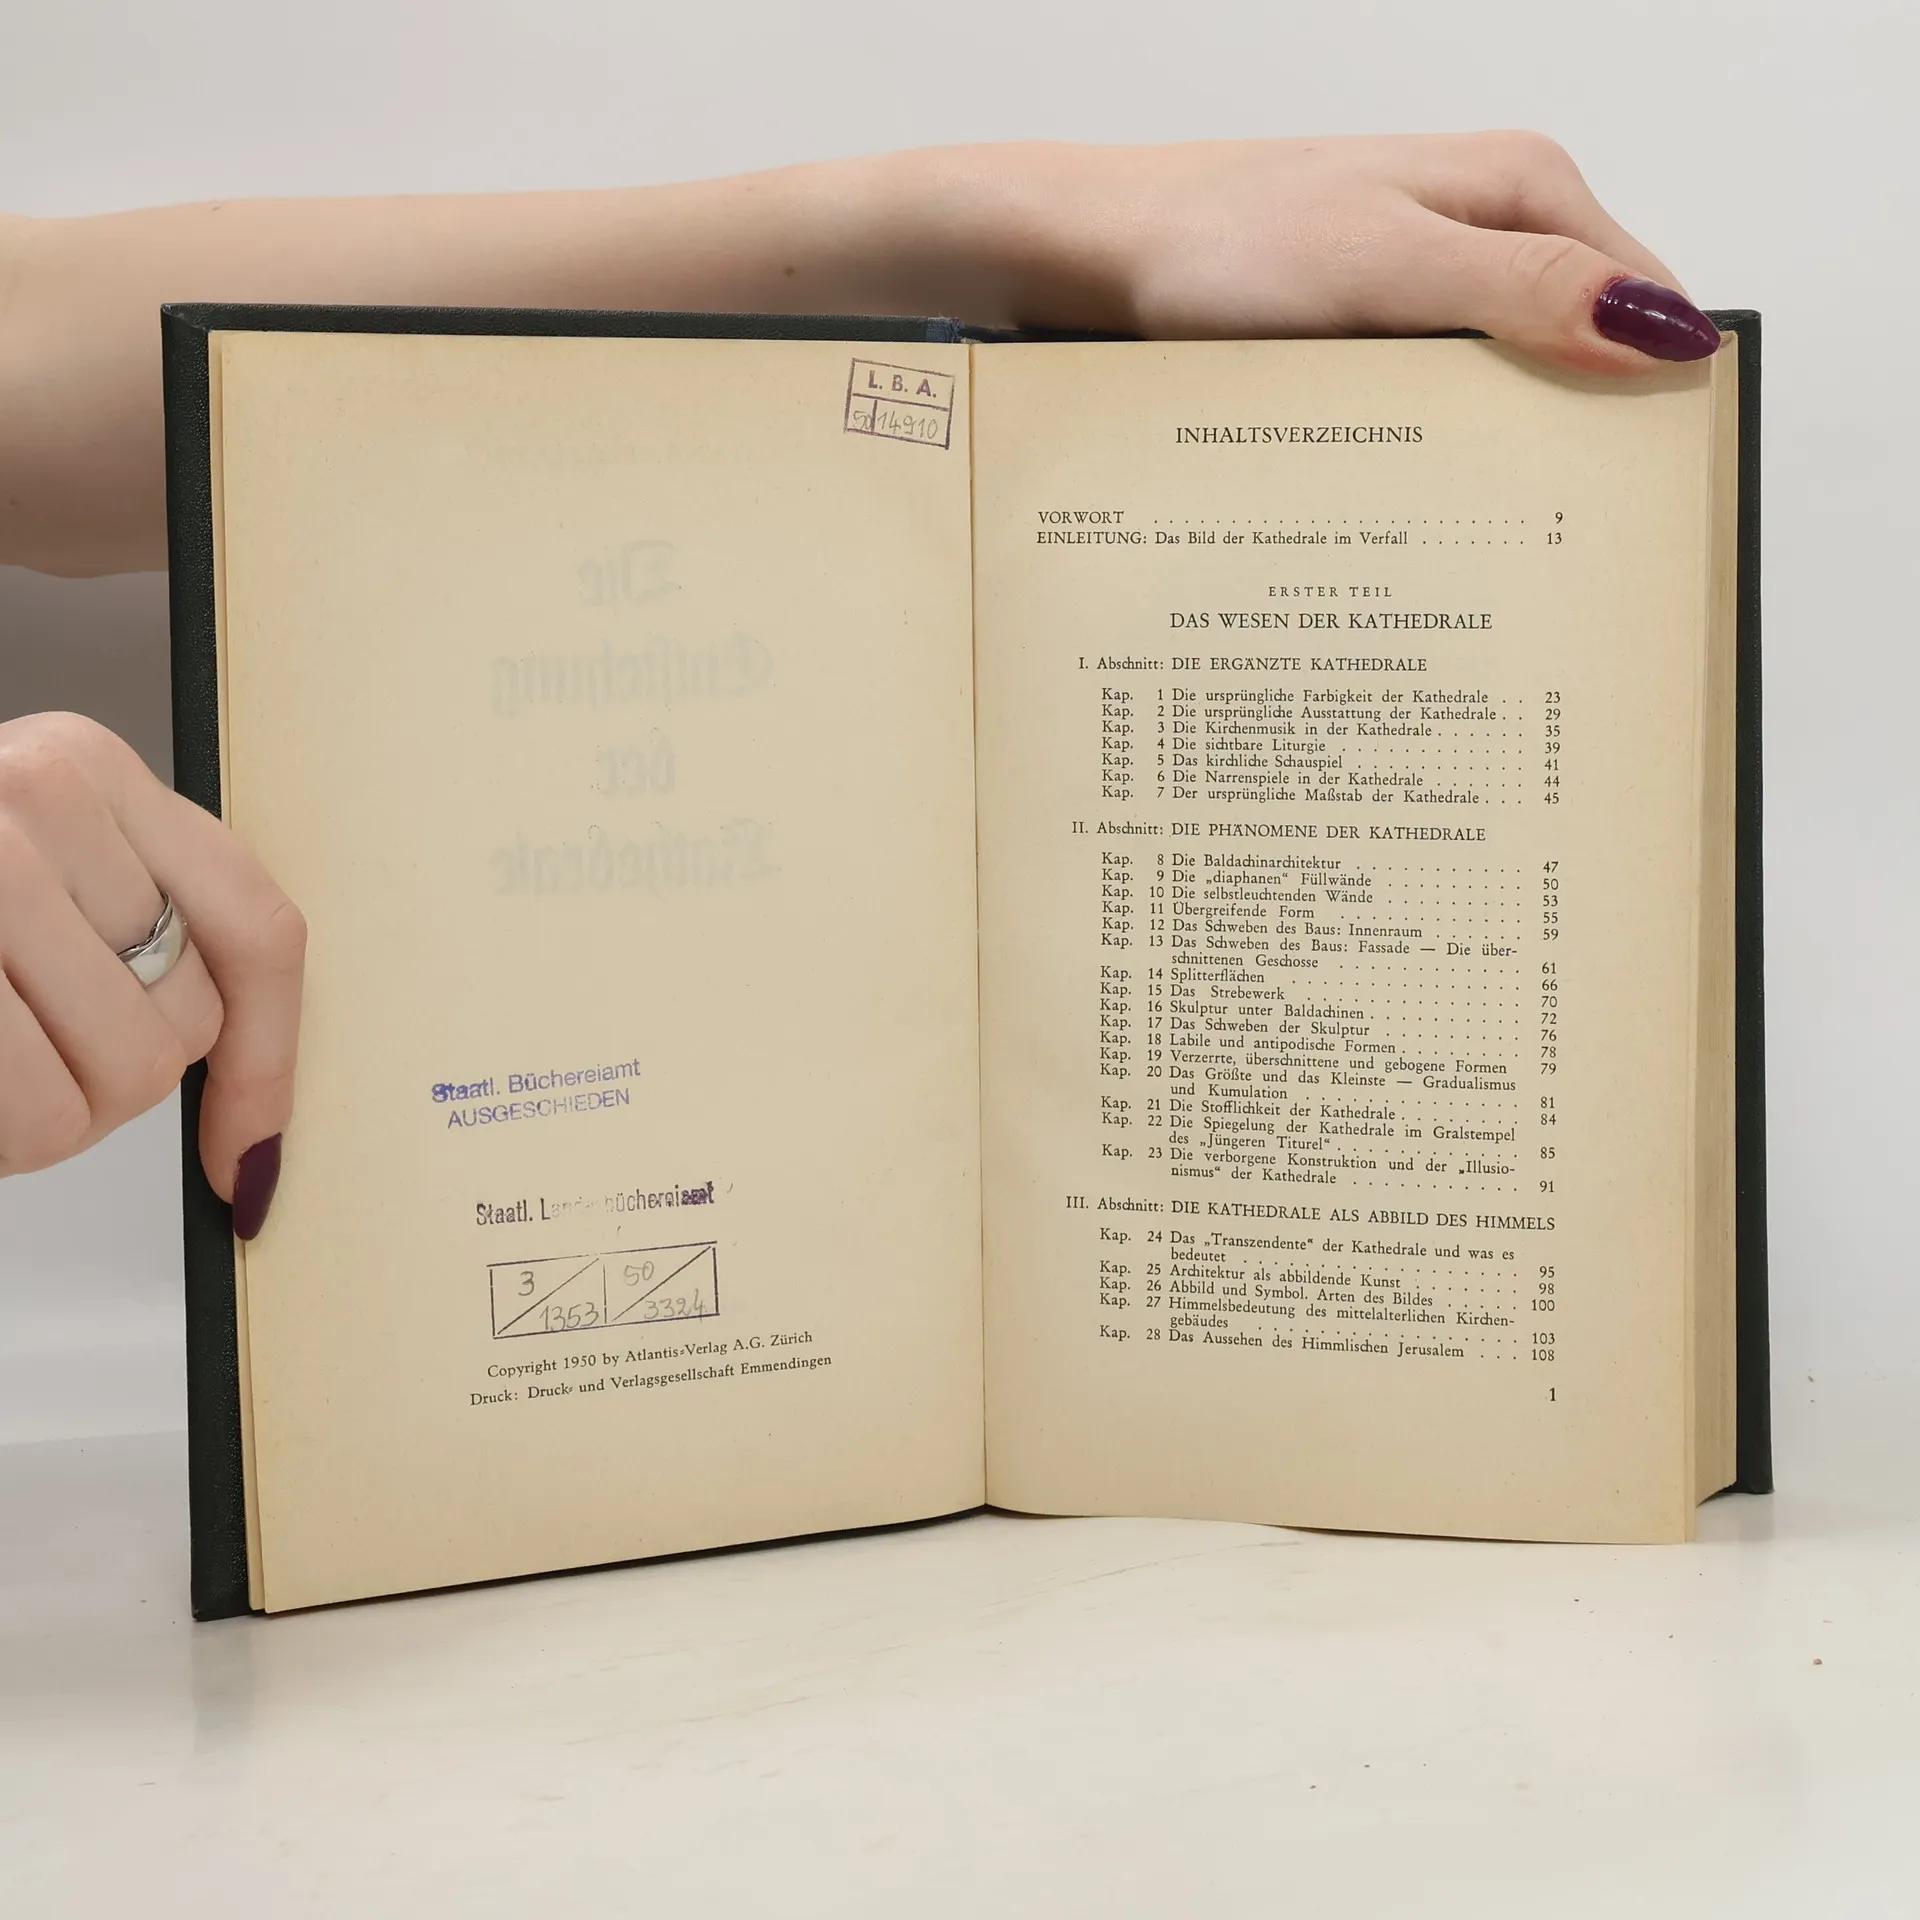 L. B. A.
50 14910
Die
Entstehung
der
Kathedrale
Staatl. Büchereiamt
AUSGESCHIEDEN
Staatl. Landesbüchereiamt
3 50
1353 3324
Copyright 1950 by Atlantis-Verlag A.G. Zürich
Druck: Druck- und Verlagsgesellschaft Emmendingen
INHALTSVERZEICHNIS
VORWORT . . . . . . . . . . . . . . . . . . . . . . . . . 9
EINLEITUNG: Das Bild der Kathedrale im Verfall . . . . . . . 13
ERSTER TEIL
DAS WESEN DER KATHEDRALE
I. Abschnitt: DIE ERGÄNZTE KATHEDRALE
Kap. 1 Die ursprüngliche Farbigkeit der Kathedrale . . 23
Kap. 2 Die ursprüngliche Ausstattung der Kathedrale . . 29
Kap. 3 Die Kirchenmusik in der Kathedrale . . . . . . 35
Kap. 4 Die sichtbare Liturgie . . . . . . . . . . . . 39
Kap. 5 Das kirchliche Schauspiel . . . . . . . . . . . 41
Kap. 6 Die Narrenspiele in der Kathedrale . . . . . . 44
Kap. 7 Der ursprüngliche Maßstab der Kathedrale . . . 45
II. Abschnitt: DIE PHÄNOMENE DER KATHEDRALE
Kap. 8 Die Baldachinarchitektur . . . . . . . . . . . 47
Kap. 9 Die „diaphanen“ Füllwände . . . . . . . . . 50
Kap. 10 Die selbstleuchtenden Wände . . . . . . . . . 53
Kap. 11 Übergreifende Form . . . . . . . . . . . . 55
Kap. 12 Das Schweben des Baus: Innenraum . . . . . . 59
Kap. 13 Das Schweben des Baus: Fassade — Die über-
schnittenen Geschosse . . . . . . . . . . . . 61
Kap. 14 Splitterflächen . . . . . . . . . . . . . . . 66
Kap. 15 Das Strebewerk . . . . . . . . . . . . . . 70
Kap. 16 Skulptur unter Baldachinen . . . . . . . . . . 72
Kap. 17 Das Schweben der Skulptur . . . . . . . . . 76
Kap. 18 Labile und antipodische Formen . . . . . . . . 78
Kap. 19 Verzerrte, überschnittene und gebogene Formen 79
Kap. 20 Das Größte und das Kleinste — Gradualismus
und Kumulation . . . . . . . . . . . . . . 81
Kap. 21 Die Stofflichkeit der Kathedrale . . . . . . . . 84
Kap. 22 Die Spiegelung der Kathedrale im Gralstempel
des „Jüngeren Titurel“ . . . . . . . . . . . . 85
Kap. 23 Die verborgene Konstruktion und der „Illusio-
nismus“ der Kathedrale . . . . . . . . . . . 91
III. Abschnitt: DIE KATHEDRALE ALS ABBILD DES HIMMELS
Kap. 24 Das „Transzendente“ der Kathedrale und was es
bedeutet . . . . . . . . . . . . . . . . . 95
Kap. 25 Architektur als abbildende Kunst . . . . . . . 98
Kap. 26 Abbild und Symbol. Arten des Bildes . . . . . 100
Kap. 27 Himmelsbedeutung des mittelalterlichen Kirchen-
gebäudes . . . . . . . . . . . . . . . . . 103
Kap. 28 Das Aussehen des Himmlischen Jerusalem . . . 108
1